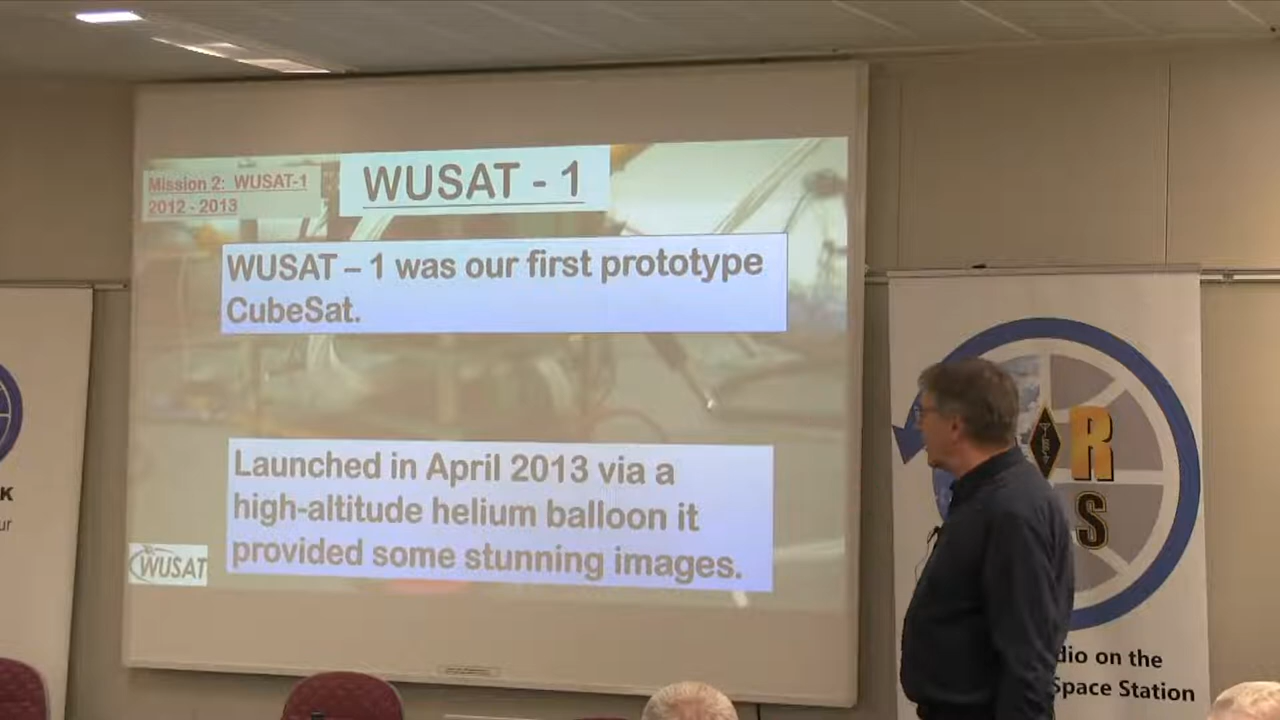 Mission 2: WUSAT-1
2012 - 2013
WUSAT - 1
WUSAT – 1 was our first prototype
CubeSat.
Launched in April 2013 via a
high-altitude helium balloon it
provided some stunning images.
WUSAT
K
ur
R
S
dio on the
Space Station